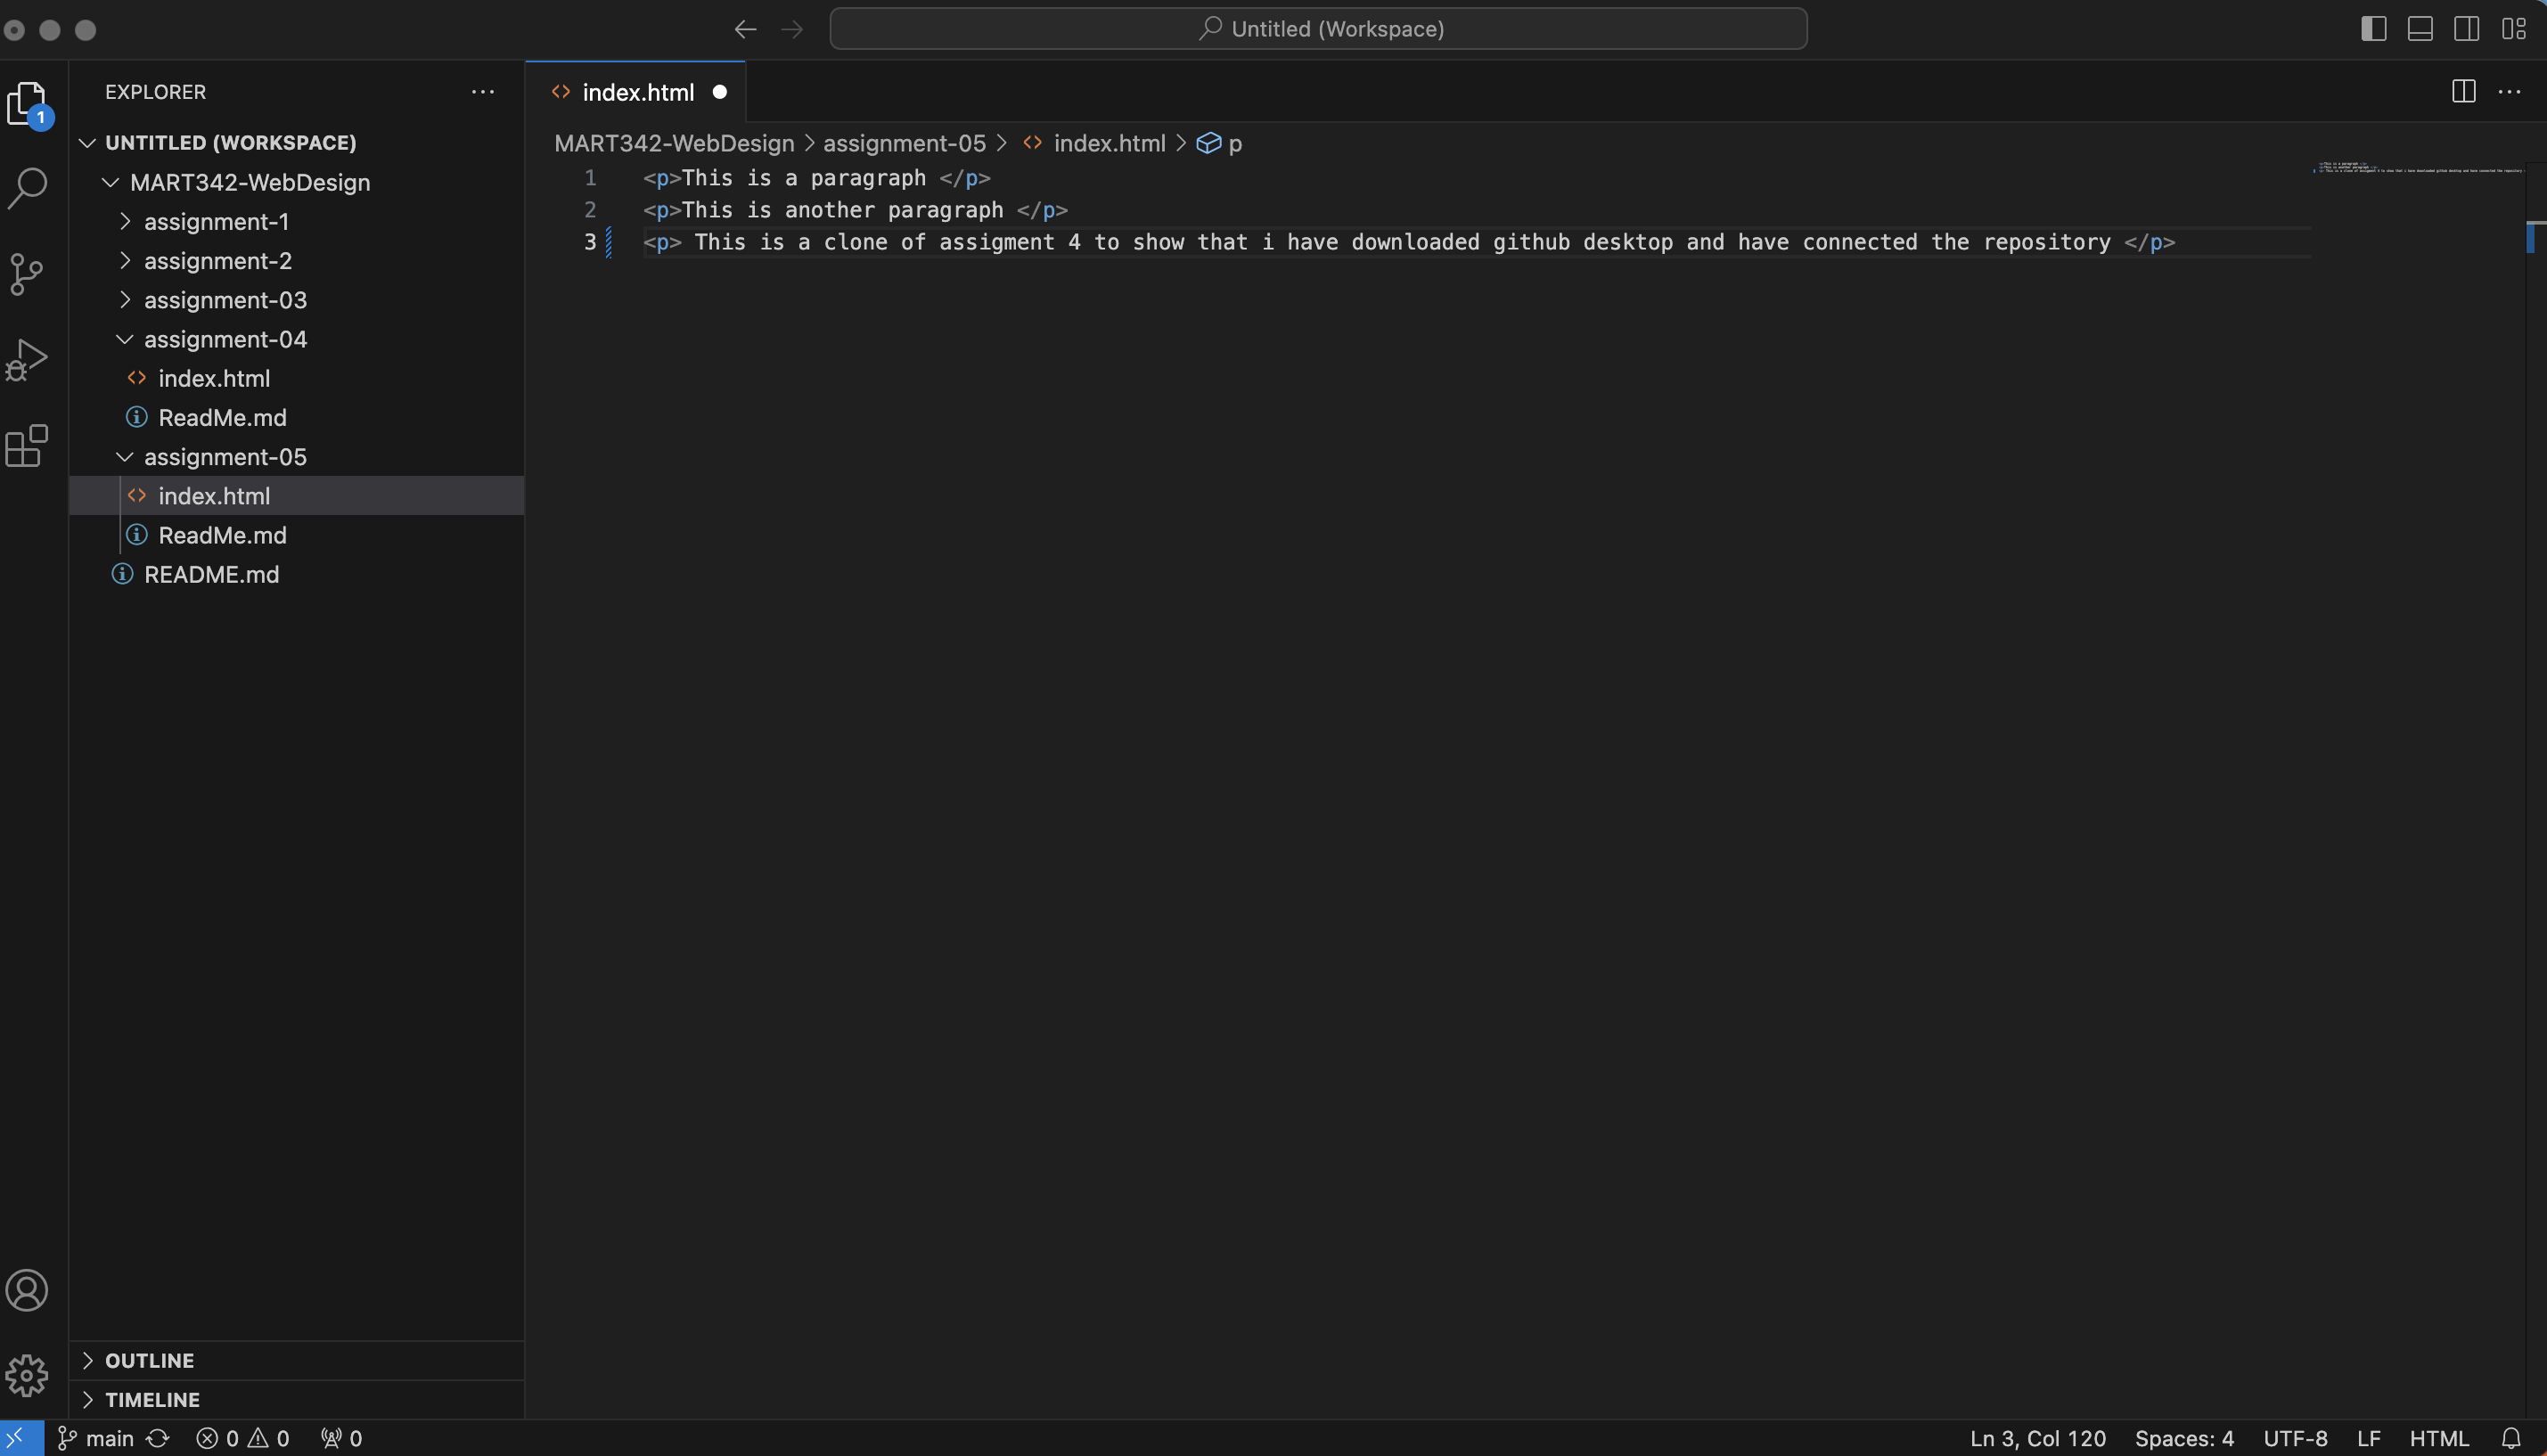 Untitled (Workspace)
EXPLORER
1
UNTITLED (WORKSPACE)
MART342-WebDesign
assignment-1
assignment-2
assignment-03
assignment-04
index.html
ReadMe.md
assignment-05
index.html
ReadMe.md
README.md
OUTLINE
TIMELINE
index.html
MART342-WebDesign > assignment-05 > index.html > p
1 <p>This is a paragraph </p>
2 <p>This is another paragraph </p>
3 <p> This is a clone of assigment 4 to show that i have downloaded github desktop and have connected the repository </p>
main 0 0 0 Ln 3, Col 120 Spaces: 4 UTF-8 LF HTML